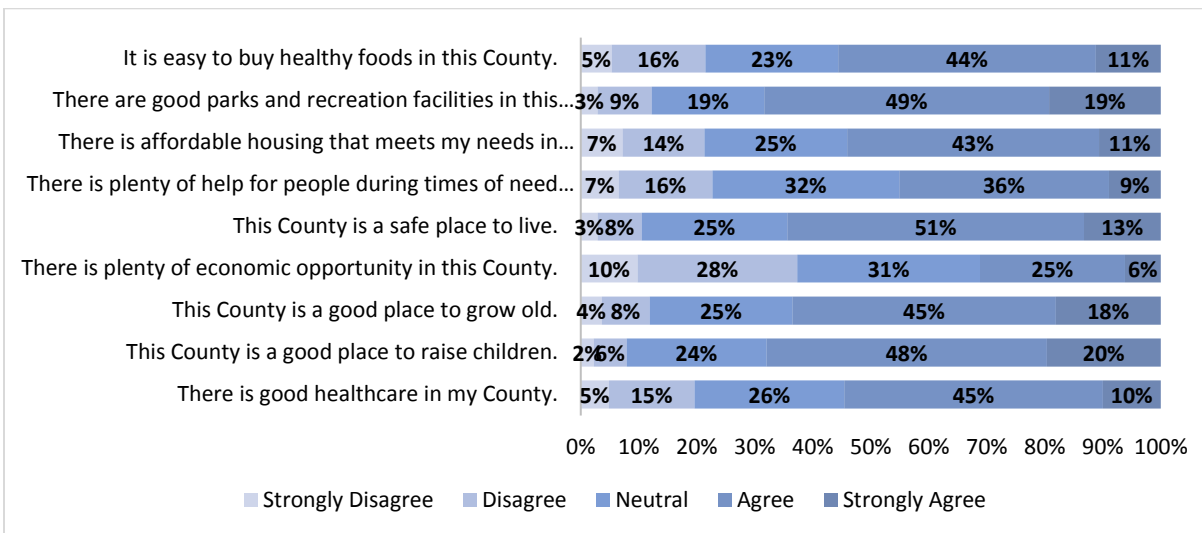 It is easy to buy healthy foods in this County. 5% 16% 23% 44% 11%
There are good parks and recreation facilities in this… 3% 9% 19% 49% 19%
There is affordable housing that meets my needs in… 7% 14% 25% 43% 11%
There is plenty of help for people during times of need… 7% 16% 32% 36% 9%
This County is a safe place to live. 3% 8% 25% 51% 13%
There is plenty of economic opportunity in this County. 10% 28% 31% 25% 6%
This County is a good place to grow old. 4% 8% 25% 45% 18%
This County is a good place to raise children. 2% 6% 24% 48% 20%
There is good healthcare in my County. 5% 15% 26% 45% 10%
0% 10% 20% 30% 40% 50% 60% 70% 80% 90% 100%
Strongly Disagree Disagree Neutral Agree Strongly Agree